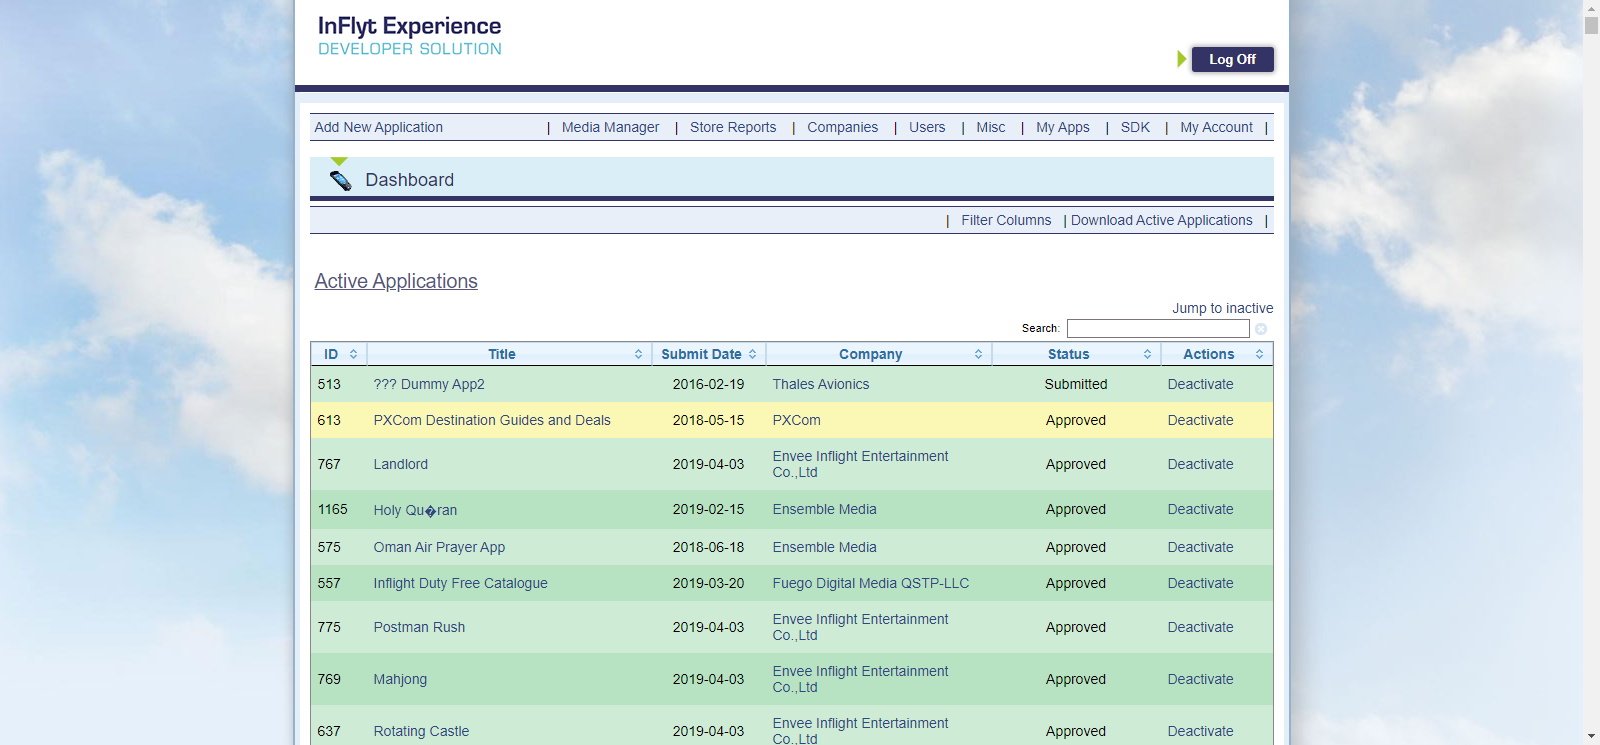 InFlyt Experience
DEVELOPER SOLUTION
Log Off
Add New Application | Media Manager | Store Reports | Companies | Users | Misc | My Apps | SDK | My Account |
Dashboard
| Filter Columns | Download Active Applications |
Active Applications
Jump to inactive
Search:
ID Title Submit Date Company Status Actions
513 ??? Dummy App2 2016-02-19 Thales Avionics Submitted Deactivate
613 PXCom Destination Guides and Deals 2018-05-15 PXCom Approved Deactivate
767 Landlord 2019-04-03 Envee Inflight Entertainment Co.,Ltd Approved Deactivate
1165 Holy Qu�ran 2019-02-15 Ensemble Media Approved Deactivate
575 Oman Air Prayer App 2018-06-18 Ensemble Media Approved Deactivate
557 Inflight Duty Free Catalogue 2019-03-20 Fuego Digital Media QSTP-LLC Approved Deactivate
775 Postman Rush 2019-04-03 Envee Inflight Entertainment Co.,Ltd Approved Deactivate
769 Mahjong 2019-04-03 Envee Inflight Entertainment Co.,Ltd Approved Deactivate
637 Rotating Castle 2019-04-03 Envee Inflight Entertainment Co.,Ltd Approved Deactivate